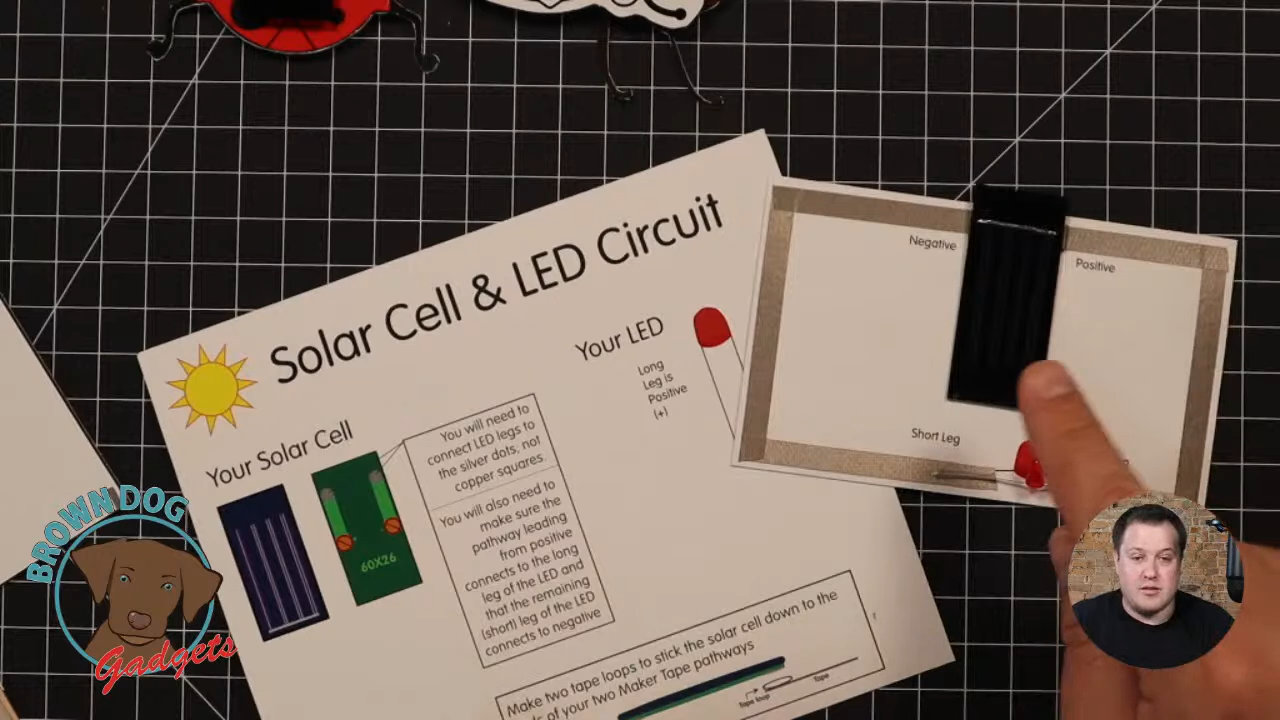 Solar Cell & LED Circuit
Your Solar Cell
60X26
You will need to
connect LED legs to
the silver dots, not
copper squares.
You will also need to
make sure the
pathway leading
from positive
connects to the long
leg of the LED and
that the remaining
(short) leg of the LED
connects to negative
Your LED
Long
Leg is
Positive
(+)
Make two tape loops to stick the solar cell down to the
of your two Maker Tape pathways
Tape loop
Tape
Negative
Positive
Short Leg
BROWN DOG
Gadgets